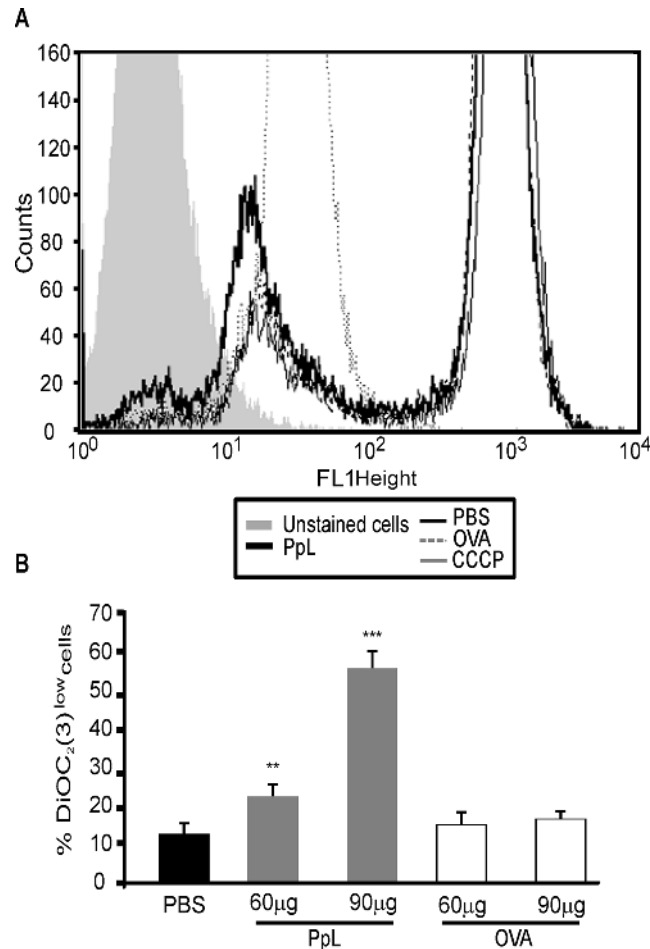 A
160
140
120
100
80
60
40
20
0
Counts
10^0 10^1 10^2 10^3 10^4
FL1Height
Unstained cells
PpL
PBS
OVA
CCCP
B
70
60
50
40
30
20
10
0
% DiOC₂(3)^low cells
**
***
PBS 60µg 90µg 60µg 90µg
PpL OVA